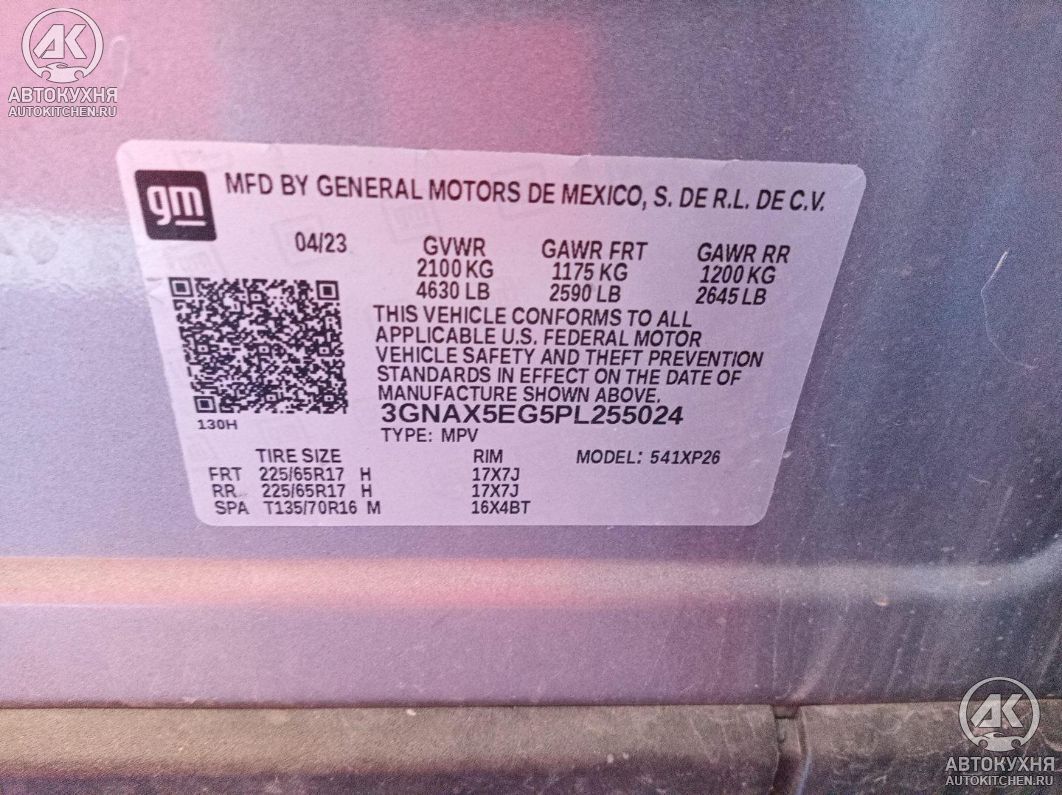 АК
АВТОКУХНЯ
AUTOKITCHEN.RU
gm
MFD BY GENERAL MOTORS DE MEXICO, S. DE R.L. DE C.V.
04/23 GVWR GAWR FRT GAWR RR
2100 KG 1175 KG 1200 KG
4630 LB 2590 LB 2645 LB
THIS VEHICLE CONFORMS TO ALL
APPLICABLE U.S. FEDERAL MOTOR
VEHICLE SAFETY AND THEFT PREVENTION
STANDARDS IN EFFECT ON THE DATE OF
MANUFACTURE SHOWN ABOVE.
3GNAX5EG5PL255024
130H
TYPE: MPV
TIRE SIZE RIM MODEL: 541XP26
FRT 225/65R17 H 17X7J
RR 225/65R17 H 17X7J
SPA T135/70R16 M 16X4BT
АК
АВТОКУХНЯ
AUTOKITCHEN.RU